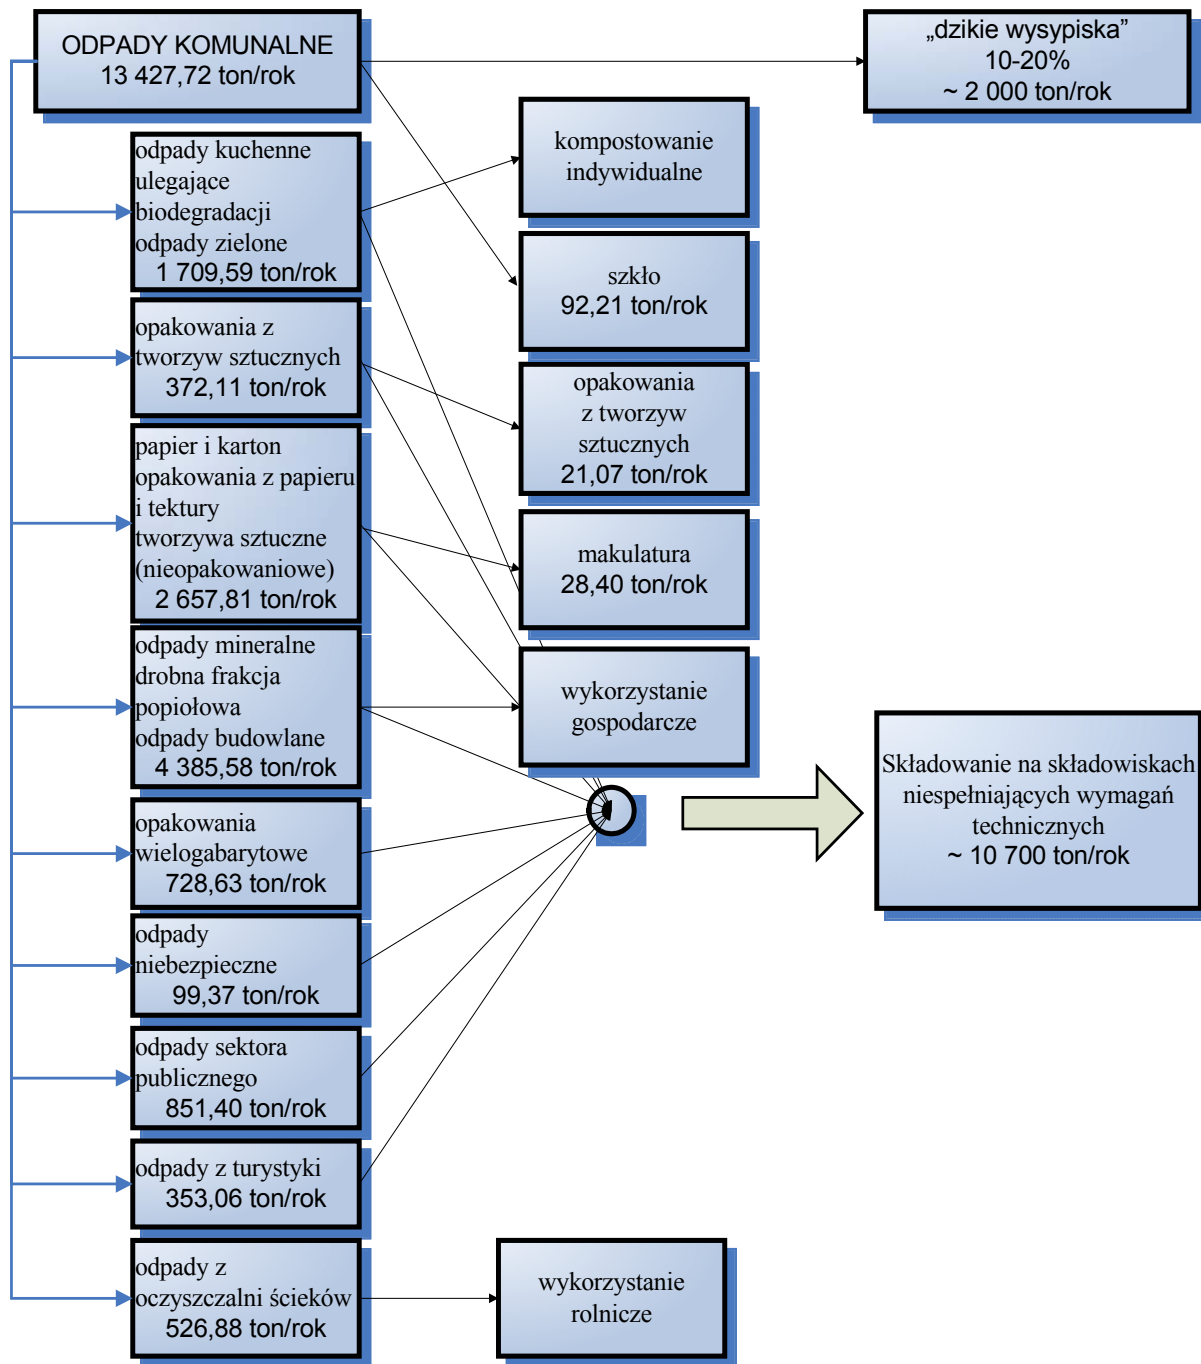 ODPADY KOMUNALNE
13 427,72 ton/rok
„dzikie wysypiska”
10-20%
~ 2 000 ton/rok
odpady kuchenne
ulegające
biodegradacji
odpady zielone
1 709,59 ton/rok
kompostowanie
indywidualne
szkło
92,21 ton/rok
opakowania z
tworzyw sztucznych
372,11 ton/rok
opakowania
z tworzyw
sztucznych
21,07 ton/rok
papier i karton
opakowania z papieru
i tektury
tworzywa sztuczne
(nieopakowaniowe)
2 657,81 ton/rok
makulatura
28,40 ton/rok
odpady mineralne
drobna frakcja
popiołowa
odpady budowlane
4 385,58 ton/rok
wykorzystanie
gospodarcze
Składowanie na składowiskach
niespełniających wymagań
technicznych
~ 10 700 ton/rok
opakowania
wielogabarytowe
728,63 ton/rok
odpady
niebezpieczne
99,37 ton/rok
odpady sektora
publicznego
851,40 ton/rok
odpady z turystyki
353,06 ton/rok
odpady z
oczyszczalni ścieków
526,88 ton/rok
wykorzystanie
rolnicze